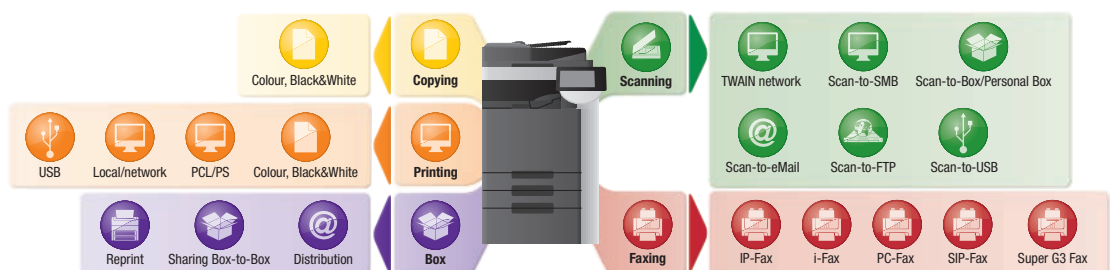 Colour, Black&White
Copying
Scanning
TWAIN network
Scan-to-SMB
Scan-to-Box/Personal Box
USB
Local/network
PCL/PS
Colour, Black&White
Printing
Scan-to-eMail
Scan-to-FTP
Scan-to-USB
Reprint
Sharing Box-to-Box
Distribution
Box
Faxing
IP-Fax
i-Fax
PC-Fax
SIP-Fax
Super G3 Fax